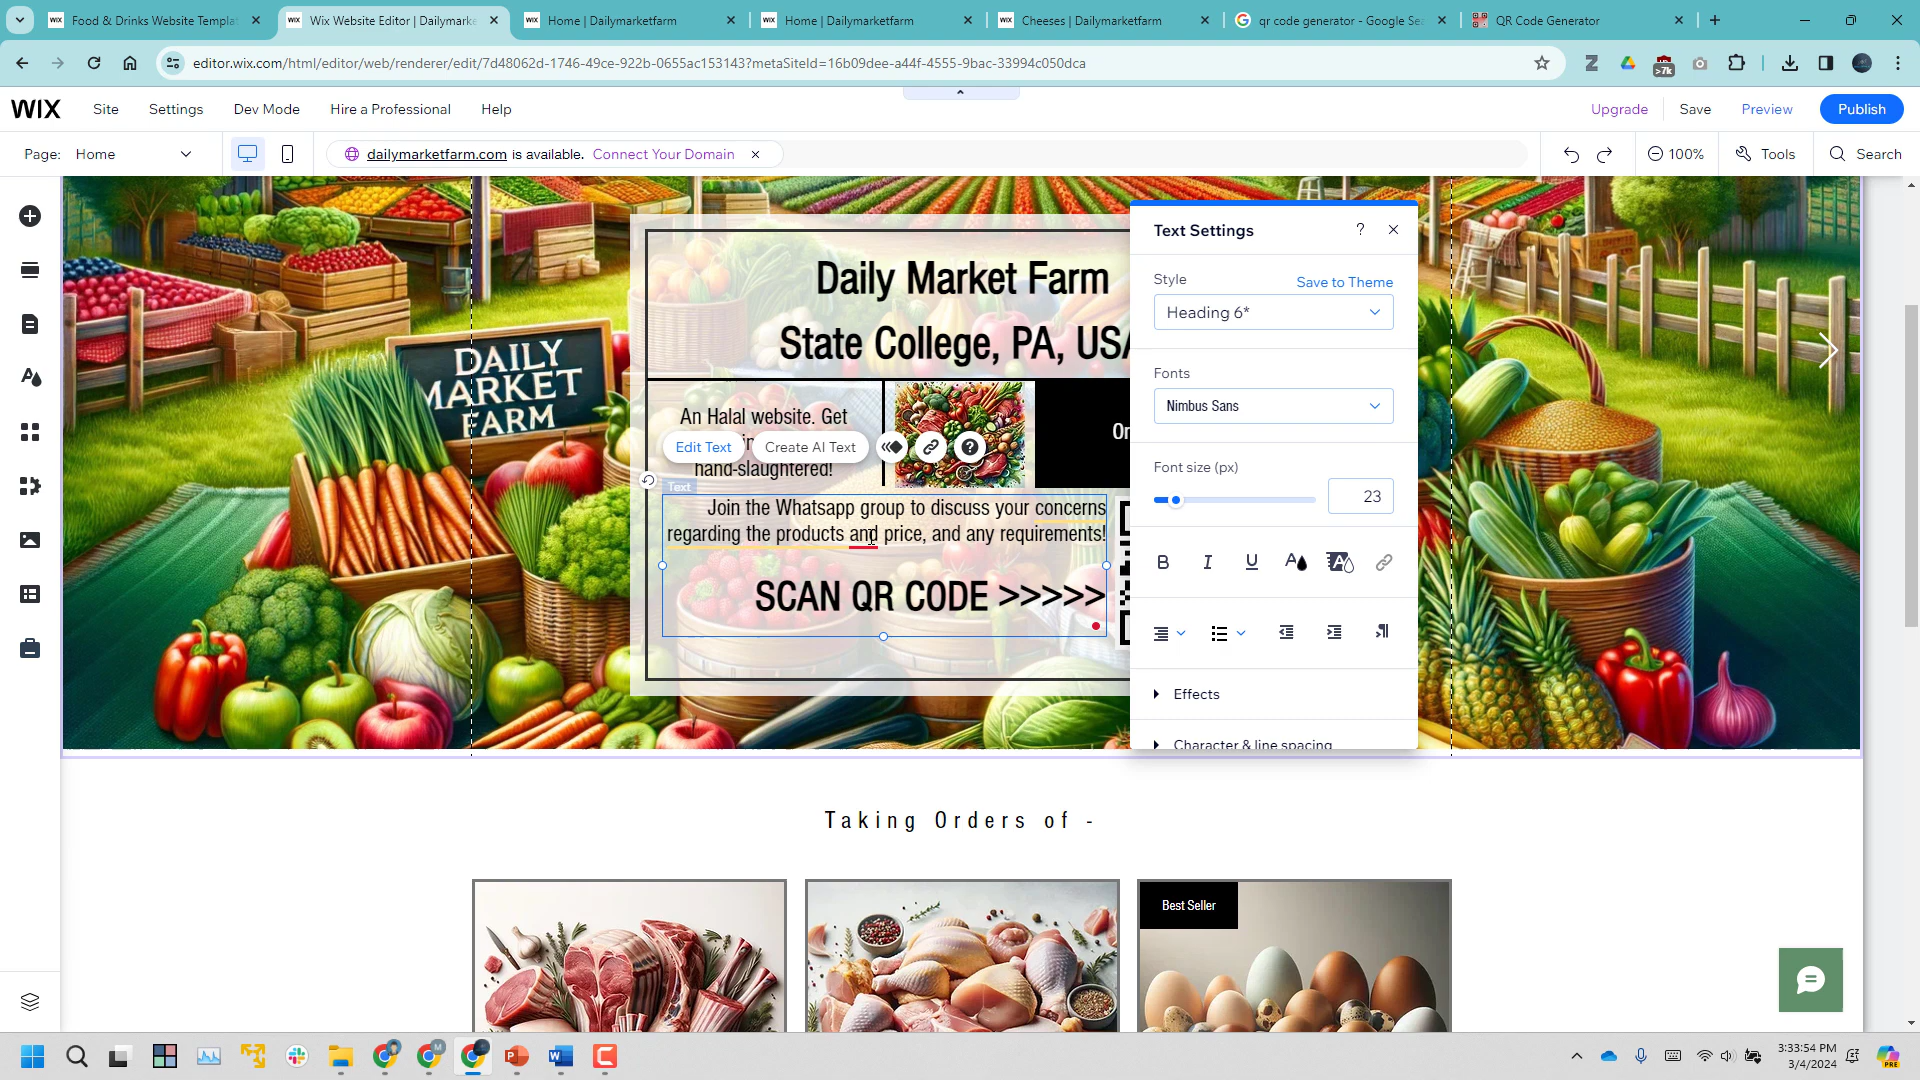 Food & Drinks Website Templa
Wix Website Editor | Dailymarke
Home | Dailymarketfarm
Home | Dailymarketfarm
Cheeses | Dailymarketfarm
qr code generator - Google Sea
QR Code Generator
editor.wix.com/html/editor/web/renderer/edit/7d48062d-1746-49ce-922b-0655ac153143?metaSiteId=16b09dee-a44f-4555-9bac-33994c050dca
>7k
WIX
Site
Settings
Dev Mode
Hire a Professional
Help
Upgrade
Save
Preview
Publish
Page: Home
dailymarketfarm.com is available. Connect Your Domain
100%
Tools
Search
DAILY
MARKET
FARM
Daily Market Farm
State College, PA, USA
An Halal website. Get
hand-slaughtered!
Edit Text
Create AI Text
Text
Join the Whatsapp group to discuss your concerns
regarding the products and price, and any requirements!
SCAN QR CODE >>>>>
Text Settings
Style
Save to Theme
Heading 6*
Fonts
Nimbus Sans
Font size (px)
23
B I U
Effects
Character & line spacing
Taking Orders of -
Best Seller
3:33:54 PM
3/4/2024